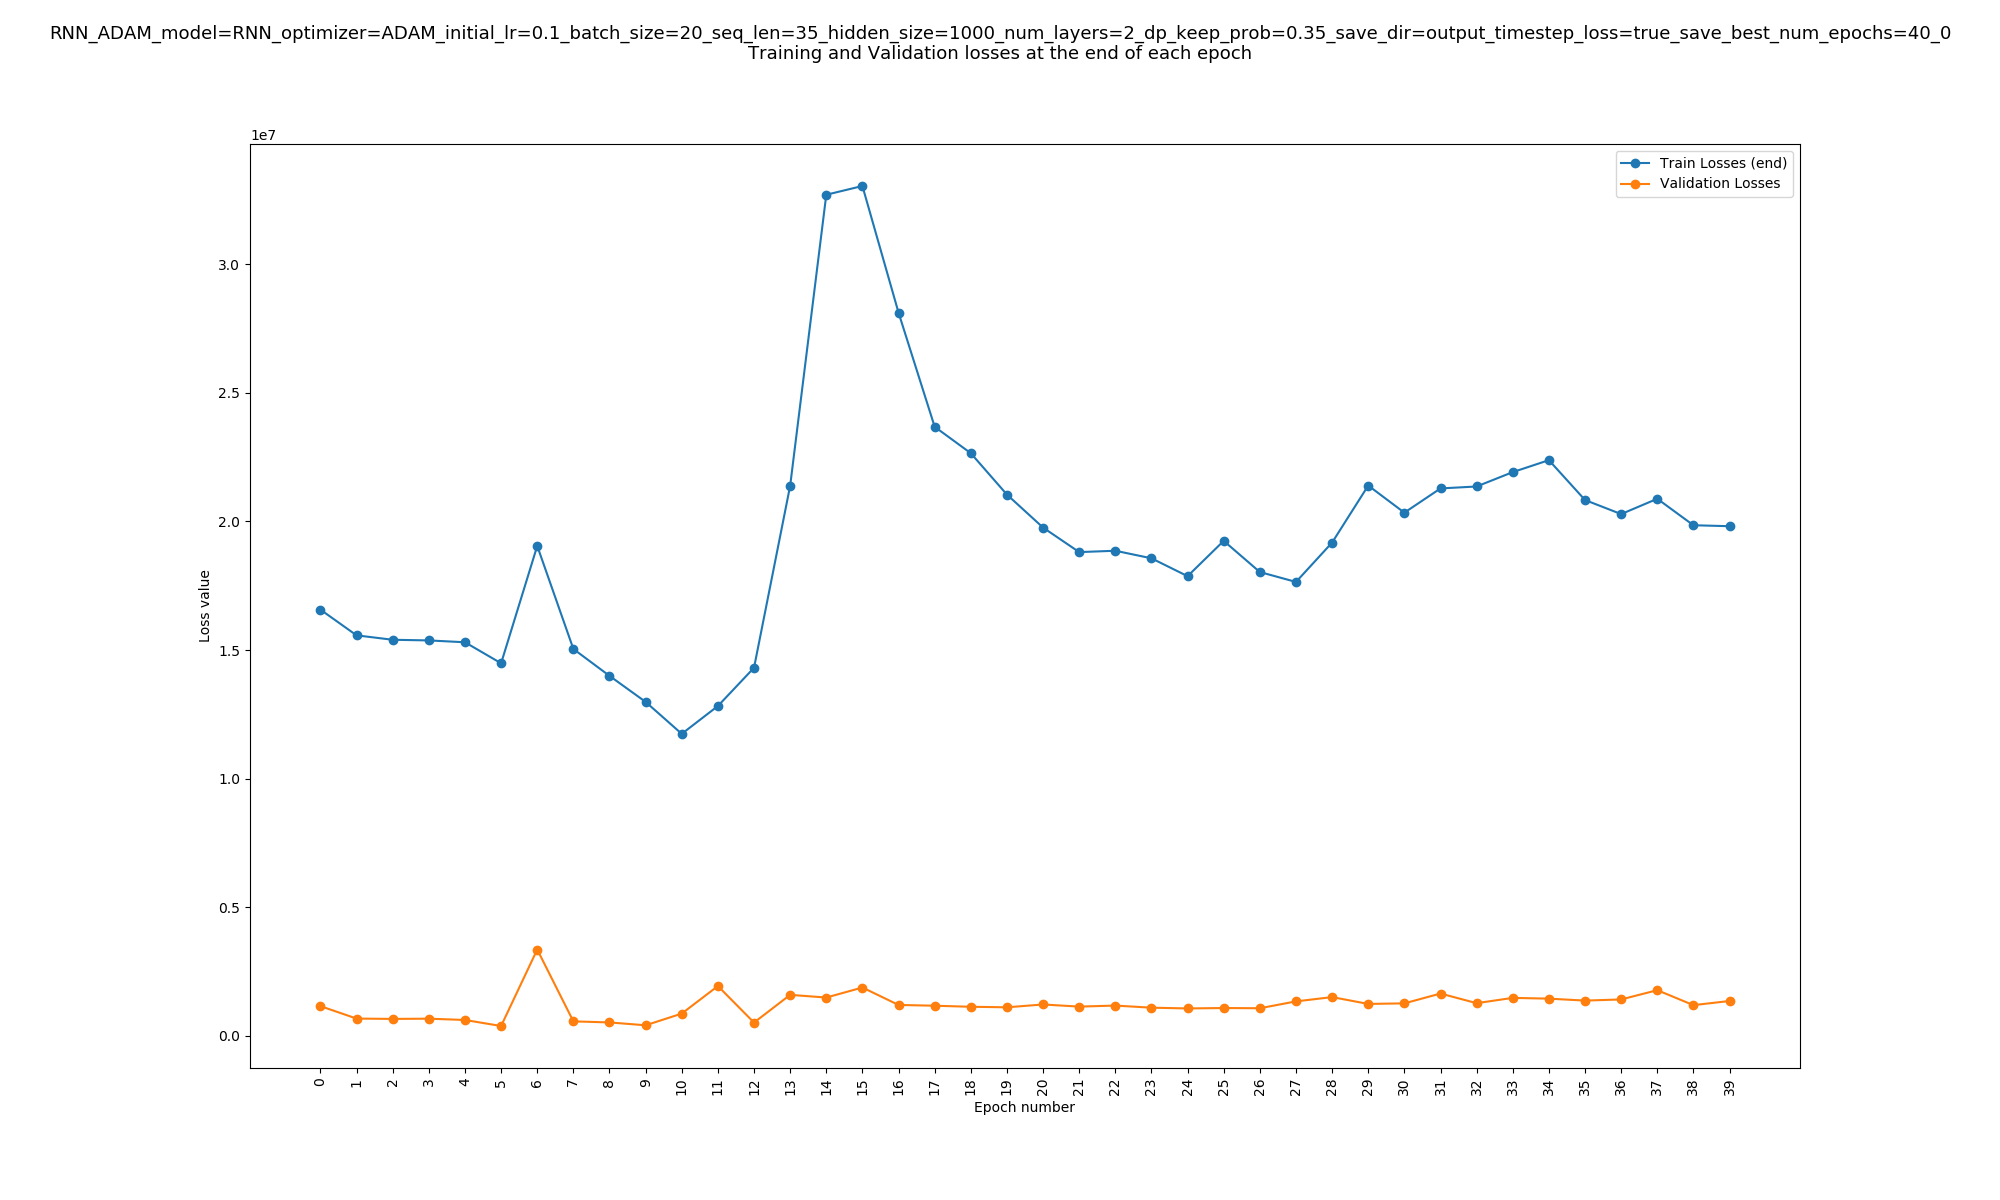 RNN_ADAM_model=RNN_optimizer=ADAM_initial_lr=0.1_batch_size=20_seq_len=35_hidden_size=1000_num_layers=2_dp_keep_prob=0.35_save_dir=output_timestep_loss=true_save_best_num_epochs=40_0
Training and Validation losses at the end of each epoch
1e7
Train Losses (end)
Validation Losses
3.0
2.5
2.0
1.5
1.0
0.5
0.0
Loss value
0 1 2 3 4 5 6 7 8 9 10 11 12 13 14 15 16 17 18 19 20 21 22 23 24 25 26 27 28 29 30 31 32 33 34 35 36 37 38 39
Epoch number